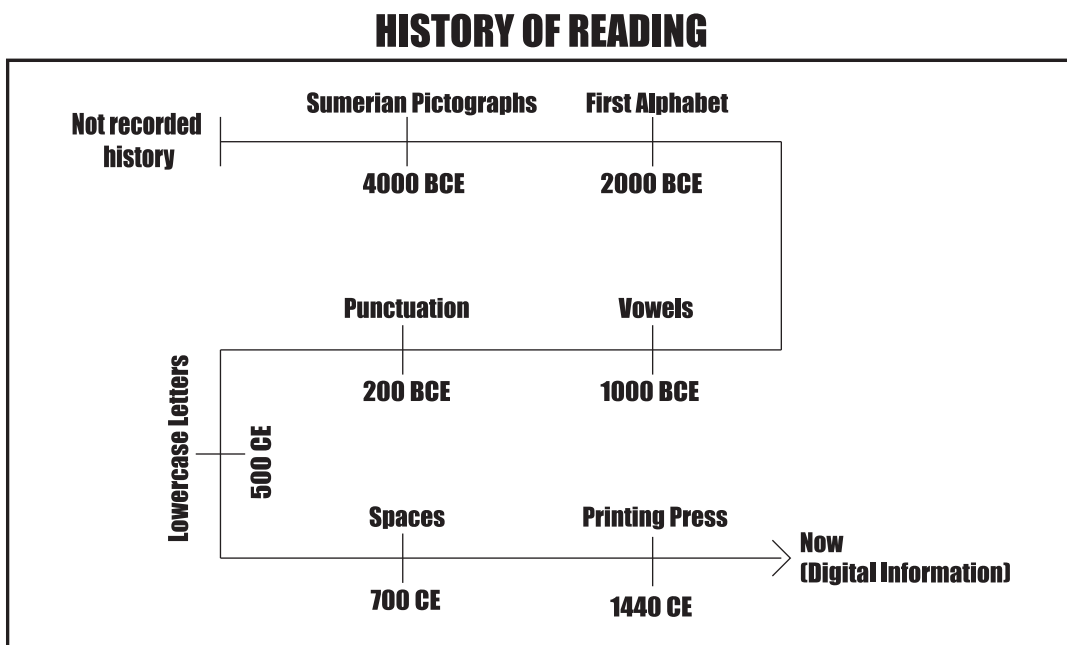 HISTORY OF READING
Not recorded
history
Sumerian Pictographs
4000 BCE
First Alphabet
2000 BCE
Vowels
1000 BCE
Punctuation
200 BCE
Lowercase Letters
500 CE
Spaces
700 CE
Printing Press
1440 CE
Now
(Digital Information)